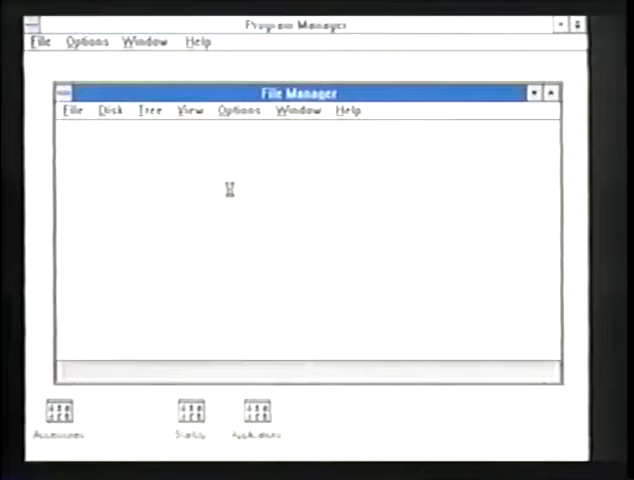 Program Manager
File Options Window Help
File Manager
File Disk Tree View Options Window Help
Accessories StartUp Applications